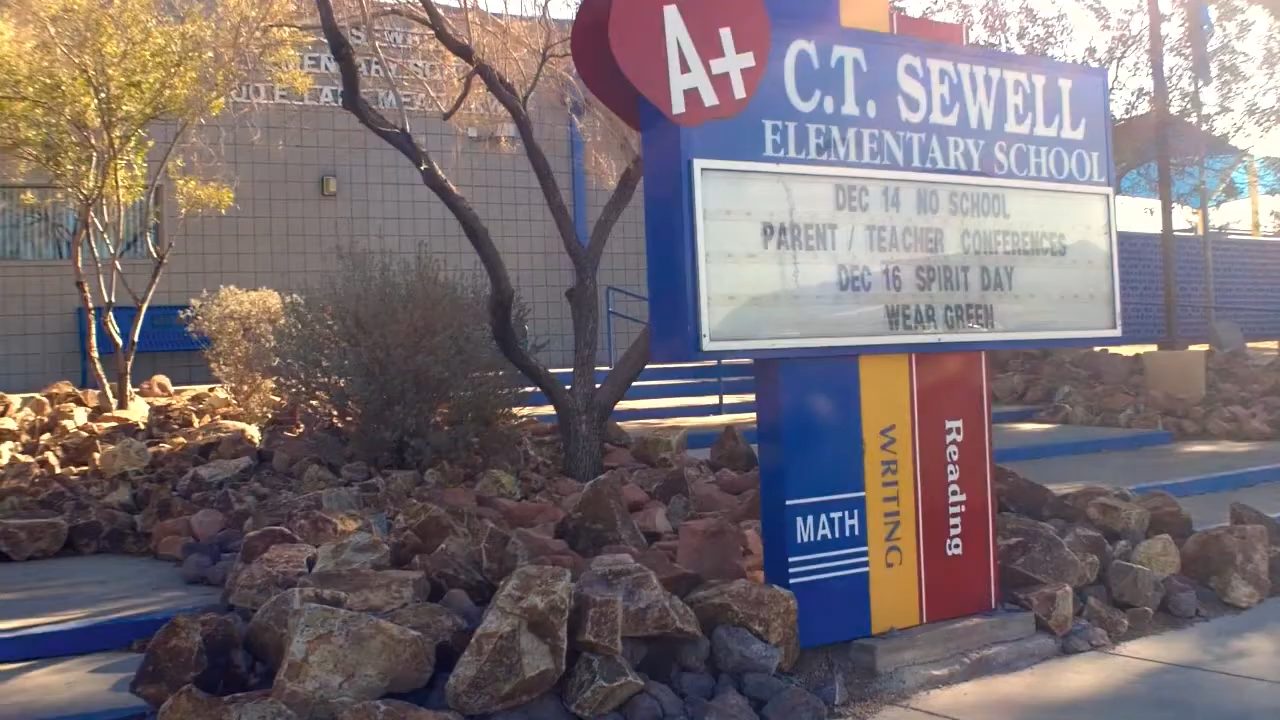 A+
C.T. SEWELL
ELEMENTARY SCHOOL
DEC 14 NO SCHOOL
PARENT / TEACHER CONFERENCES
DEC 16 SPIRIT DAY
WEAR GREEN
MATH
WRITING
Reading